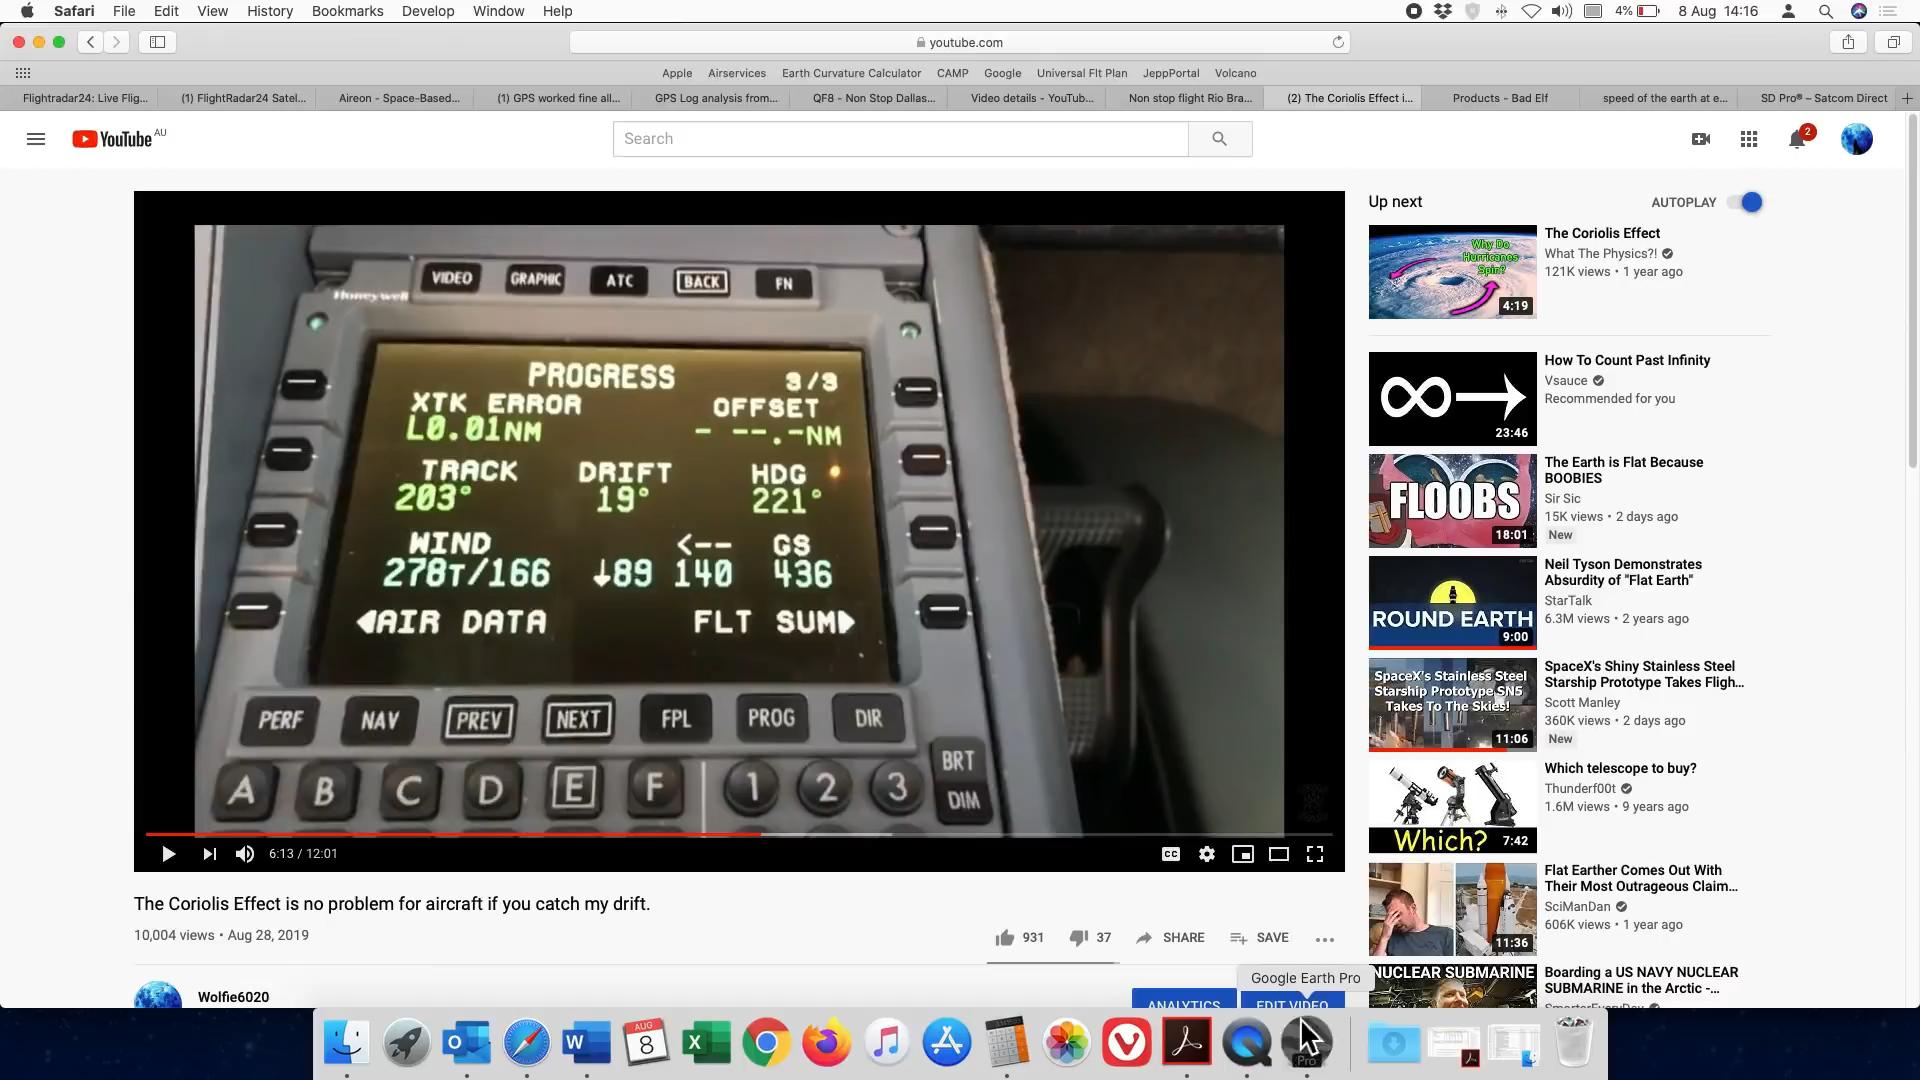 Safari File Edit View History Bookmarks Develop Window Help
4% 8 Aug 14:16
youtube.com
Apple Airservices Earth Curvature Calculator CAMP Google Universal Flt Plan JeppPortal Volcano
Flightradar24: Live Flig... (1) FlightRadar24 Satel... Aireon - Space-Based... (1) GPS worked fine all... GPS Log analysis from... QF8 - Non Stop Dallas... Video details - YouTub... Non stop flight Rio Bra... (2) The Coriolis Effect i... Products - Bad Elf speed of the earth at e... SD Pro® – Satcom Direct
YouTube AU
Search
2
VIDEO GRAPHIC ATC BACK FN
Honeywell
PROGRESS 3/3
XTK ERROR OFFSET
L0.01NM - --.-NM
TRACK DRIFT HDG
203° 19° 221°
WIND <-- GS
278T/166 ↓89 140 436
◀AIR DATA FLT SUM▶
PERF NAV PREV NEXT FPL PROG DIR
BRT
DIM
A B C D E F 1 2 3
6:13 / 12:01
CC
The Coriolis Effect is no problem for aircraft if you catch my drift.
10,004 views • Aug 28, 2019
931 37 SHARE SAVE
Google Earth Pro
Wolfie6020
ANALYTICS EDIT VIDEO
Up next AUTOPLAY
Why Do
Hurricanes
Spin?
4:19
The Coriolis Effect
What The Physics?!
121K views • 1 year ago
23:46
How To Count Past Infinity
Vsauce
Recommended for you
FLOOBS
18:01
The Earth is Flat Because
BOOBIES
Sir Sic
15K views • 2 days ago
New
ROUND EARTH
9:00
Neil Tyson Demonstrates
Absurdity of "Flat Earth"
StarTalk
6.3M views • 2 years ago
SpaceX's Stainless Steel
Starship Prototype SN5
Takes To The Skies!
11:06
SpaceX's Shiny Stainless Steel
Starship Prototype Takes Fligh...
Scott Manley
360K views • 2 days ago
New
Which?
7:42
Which telescope to buy?
Thunderf00t
1.6M views • 9 years ago
11:36
Flat Earther Comes Out With
Their Most Outrageous Claim...
SciManDan
606K views • 1 year ago
NUCLEAR SUBMARINE
Boarding a US NAVY NUCLEAR
SUBMARINE in the Arctic -...
SmarterEveryDay
AUG
8
Pro